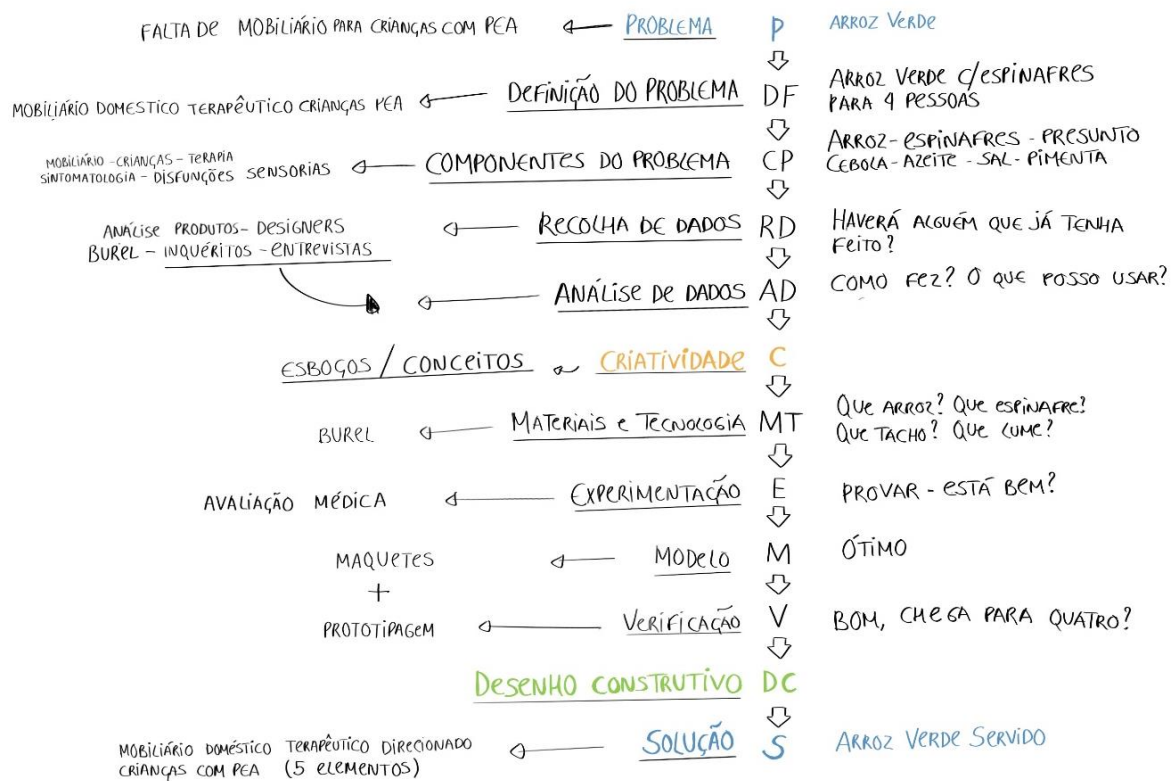 FALTA DE MOBILIÁRIO PARA CRIANÇAS COM PEA PROBLEMA P ARROZ VERDE
MOBILIÁRIO DOMESTICO TERAPÊUTICO CRIANÇAS PEA DEFINIÇÃO DO PROBLEMA DF ARROZ VERDE C/ESPINAFRES
PARA 4 PESSOAS
MOBILIÁRIO - CRIANÇAS - TERAPIA
SINTOMATOLOGIA - DISFUNÇÕES SENSORIAS
COMPONENTES DO PROBLEMA CP
ARROZ - ESPINAFRES - PRESUNTO
CEBOLA - AZEITE - SAL - PIMENTA
ANÁLISE PRODUTOS - DESIGNERS
BUREL - INQUÉRITOS - ENTREVISTAS
RECOLHA DE DADOS RD
HAVERÁ ALGUÉM QUE JÁ TENHA
FEITO?
ANÁLISE DE DADOS AD COMO FEZ? O QUE POSSO USAR?
ESBOÇOS / CONCEITOS CRIATIVIDADE C
BUREL MATERIAIS E TECNOLOGIA MT
QUE ARROZ? QUE ESPINAFRE?
QUE TACHO? QUE LUME?
AVALIAÇÃO MÉDICA EXPERIMENTAÇÃO E PROVAR - ESTÁ BEM?
MAQUETES MODELO M ÓTIMO
+
PROTOTIPAGEM VERIFICAÇÃO V BOM, CHEGA PARA QUATRO?
DESENHO CONSTRUTIVO DC
MOBILIÁRIO DOMÉSTICO TERAPÊUTICO DIRECIONADO
CRIANÇAS COM PEA (5 ELEMENTOS)
SOLUÇÃO S ARROZ VERDE SERVIDO